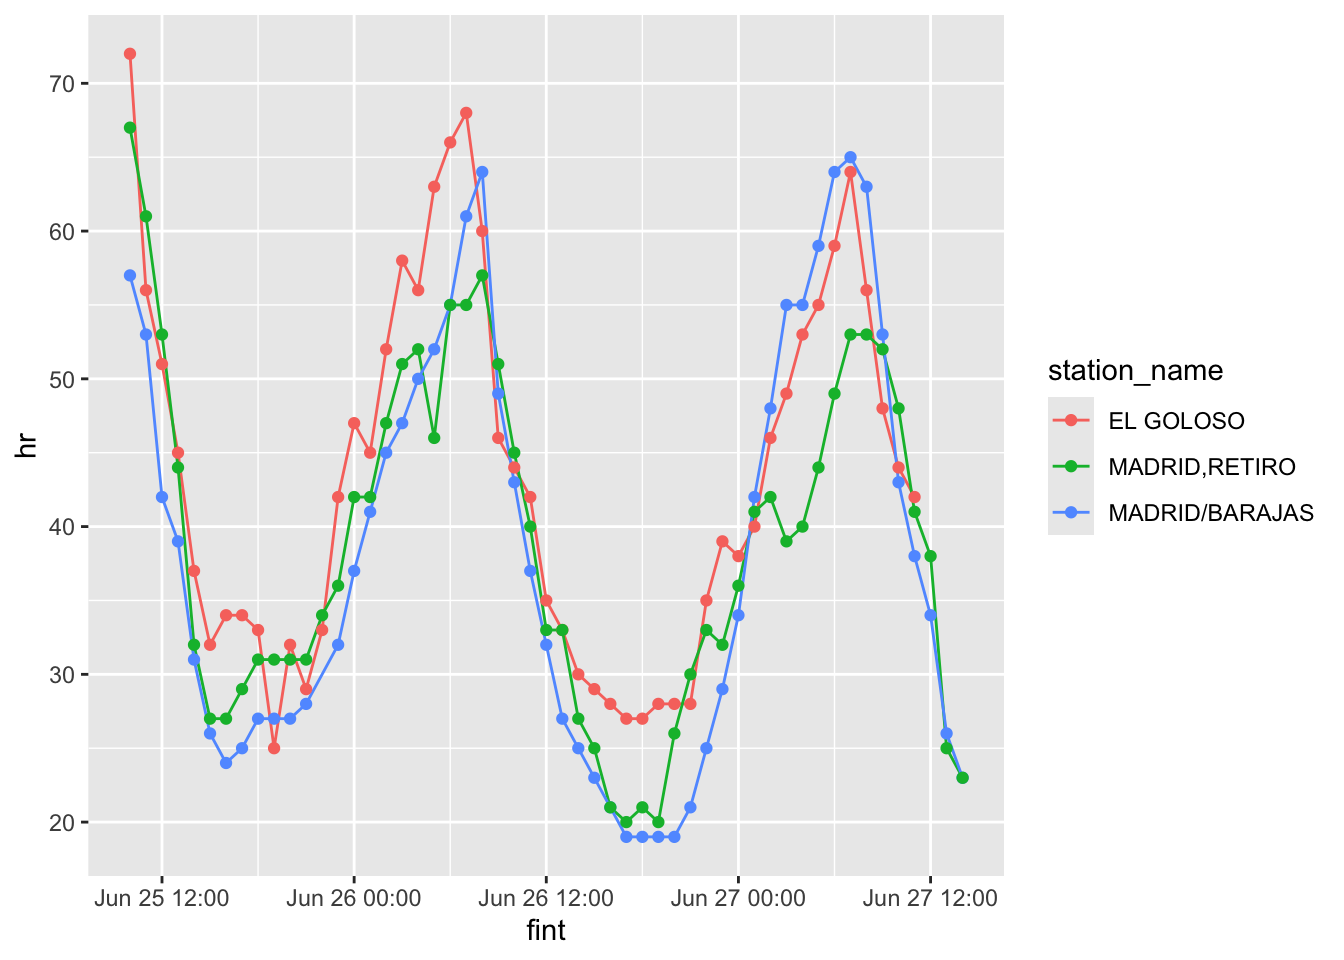 70
60
50
40
30
20
hr
Jun 25 12:00 Jun 26 00:00 Jun 26 12:00 Jun 27 00:00 Jun 27 12:00
fint
station_name
EL GOLOSO
MADRID,RETIRO
MADRID/BARAJAS